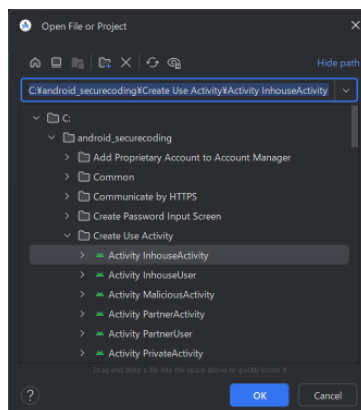 Open File or Project
Hide path
C:¥android_securecoding¥Create Use Activity¥Activity InhouseActivity
C:
android_securecoding
Add Proprietary Account to Account Manager
Common
Communicate by HTTPS
Create Password Input Screen
Create Use Activity
Activity InhouseActivity
Activity InhouseUser
Activity MaliciousActivity
Activity PartnerActivity
Activity PartnerUser
Activity PrivateActivity
Drag and drop a file into the space above to quickly locate it
?
OK
Cancel